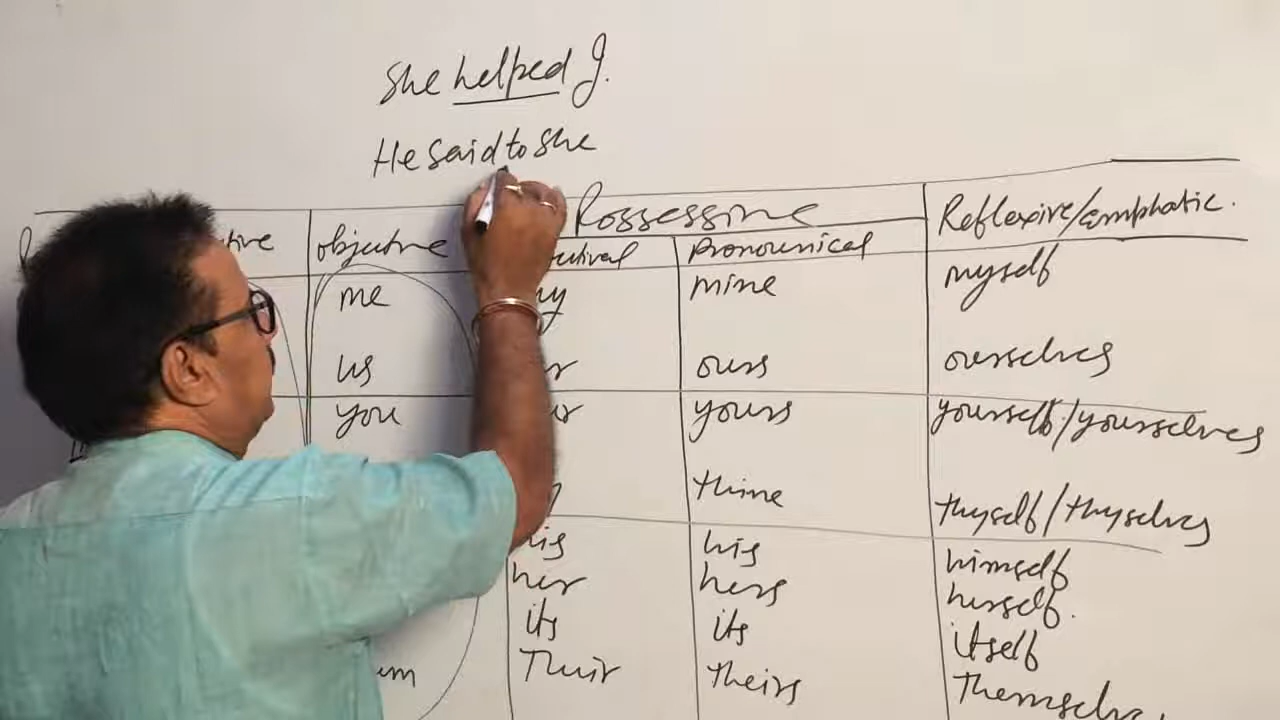 She helped I.
He said to she
Possessive
Reflexive/emphatic.
objective
Pronounical
me
mine
myself
us
ours
ourselves
you
yours
yourself/yourselves
thine
thyself/thyselves
his
his
himself
her
hers
herself.
its
its
itself
Their
Theirs